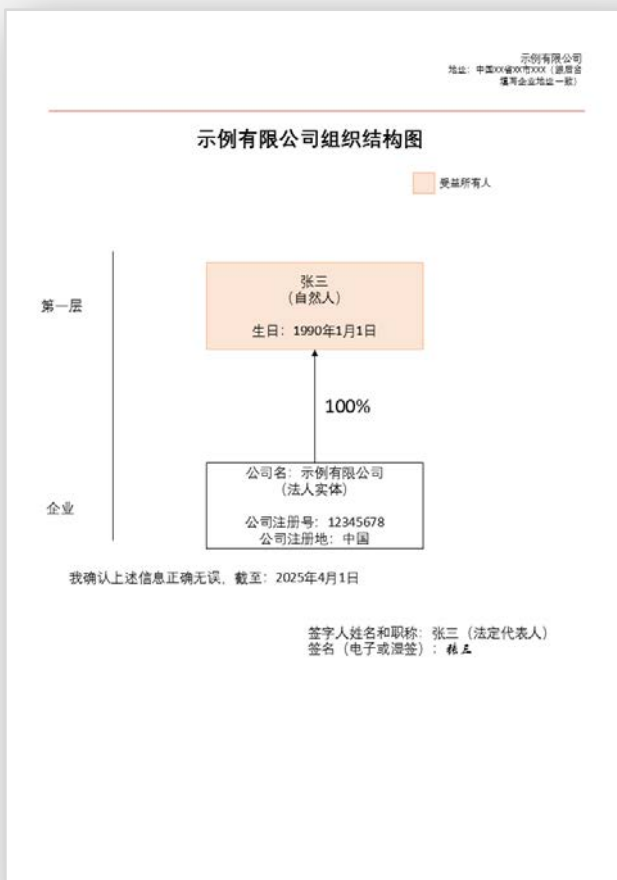 示例有限公司
地址：中国XX省XX市XXX（跟后台
填写企业地址一致）
示例有限公司组织结构图
受益所有人
第一层
张三
（自然人）
生日：1990年1月1日
100%
企业
公司名：示例有限公司
（法人实体）
公司注册号：12345678
公司注册地：中国
我确认上述信息正确无误，截至：2025年4月1日
签字人姓名和职称：张三（法定代表人）
签名（电子或湿签）：张三